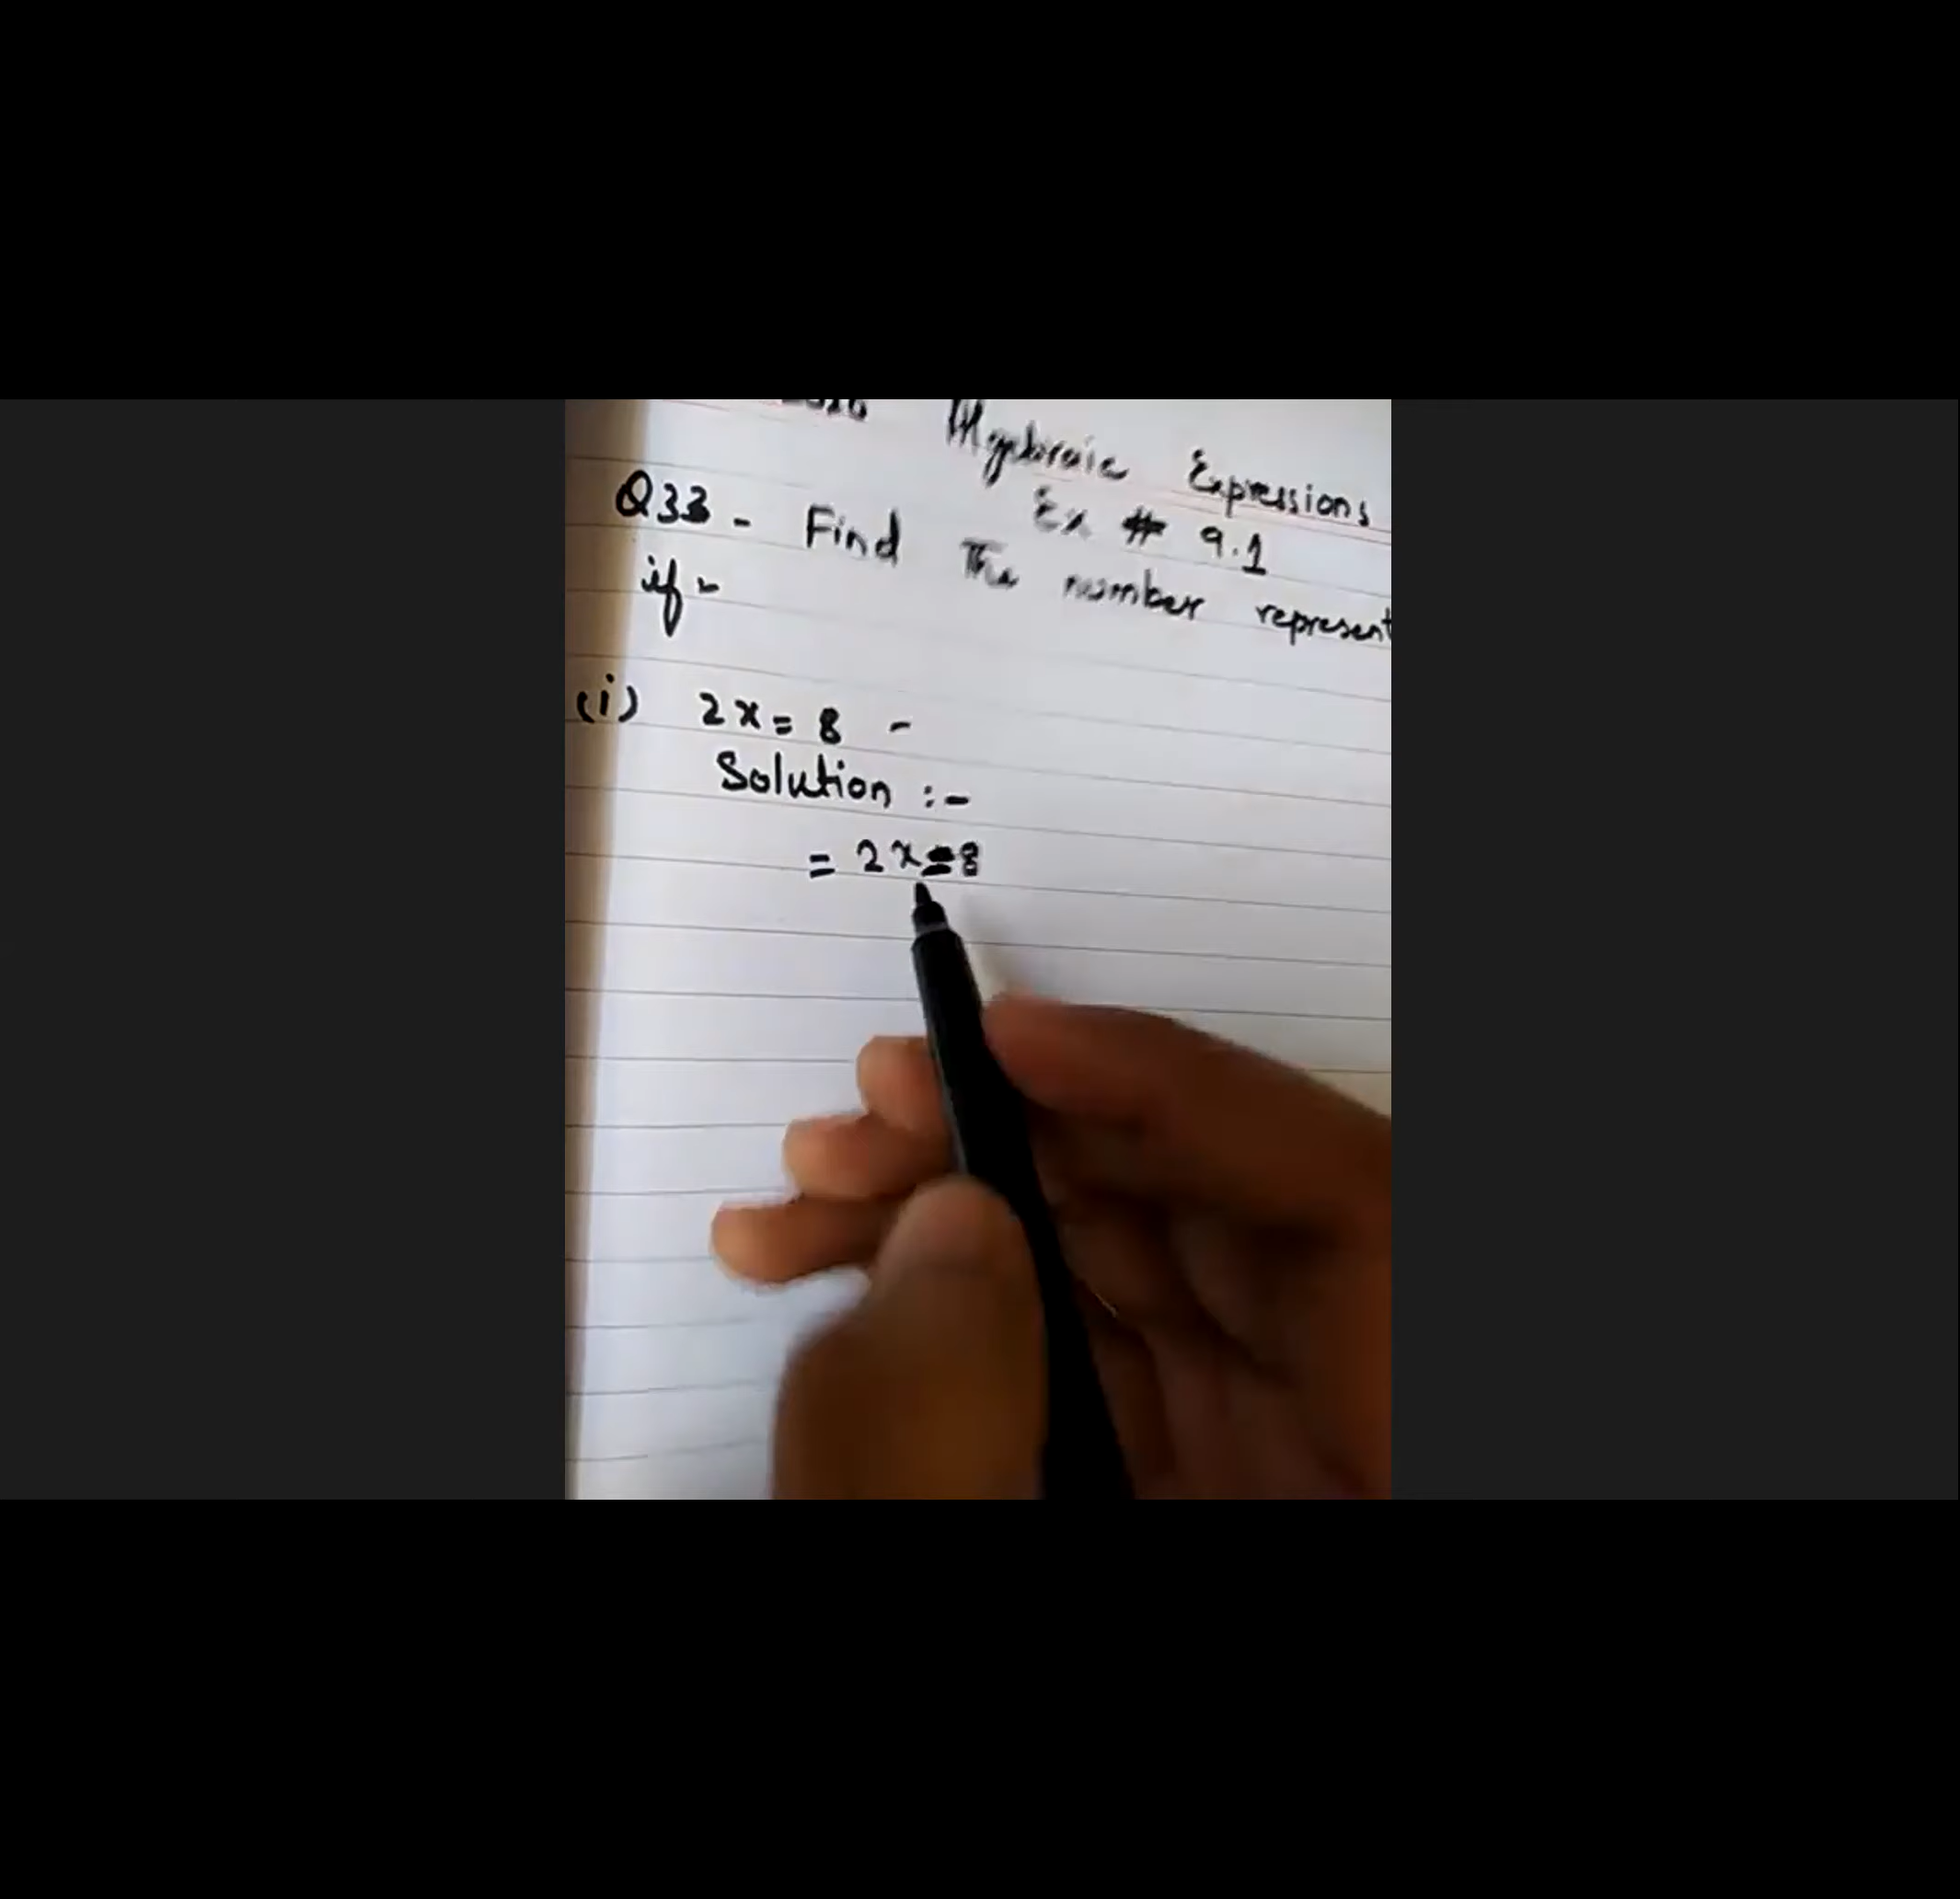 Algebraic Expressions
Ex # 9.1
Q33 - Find The number represent
if -
(i) 2x = 8 -
Solution :-
= 2x = 8